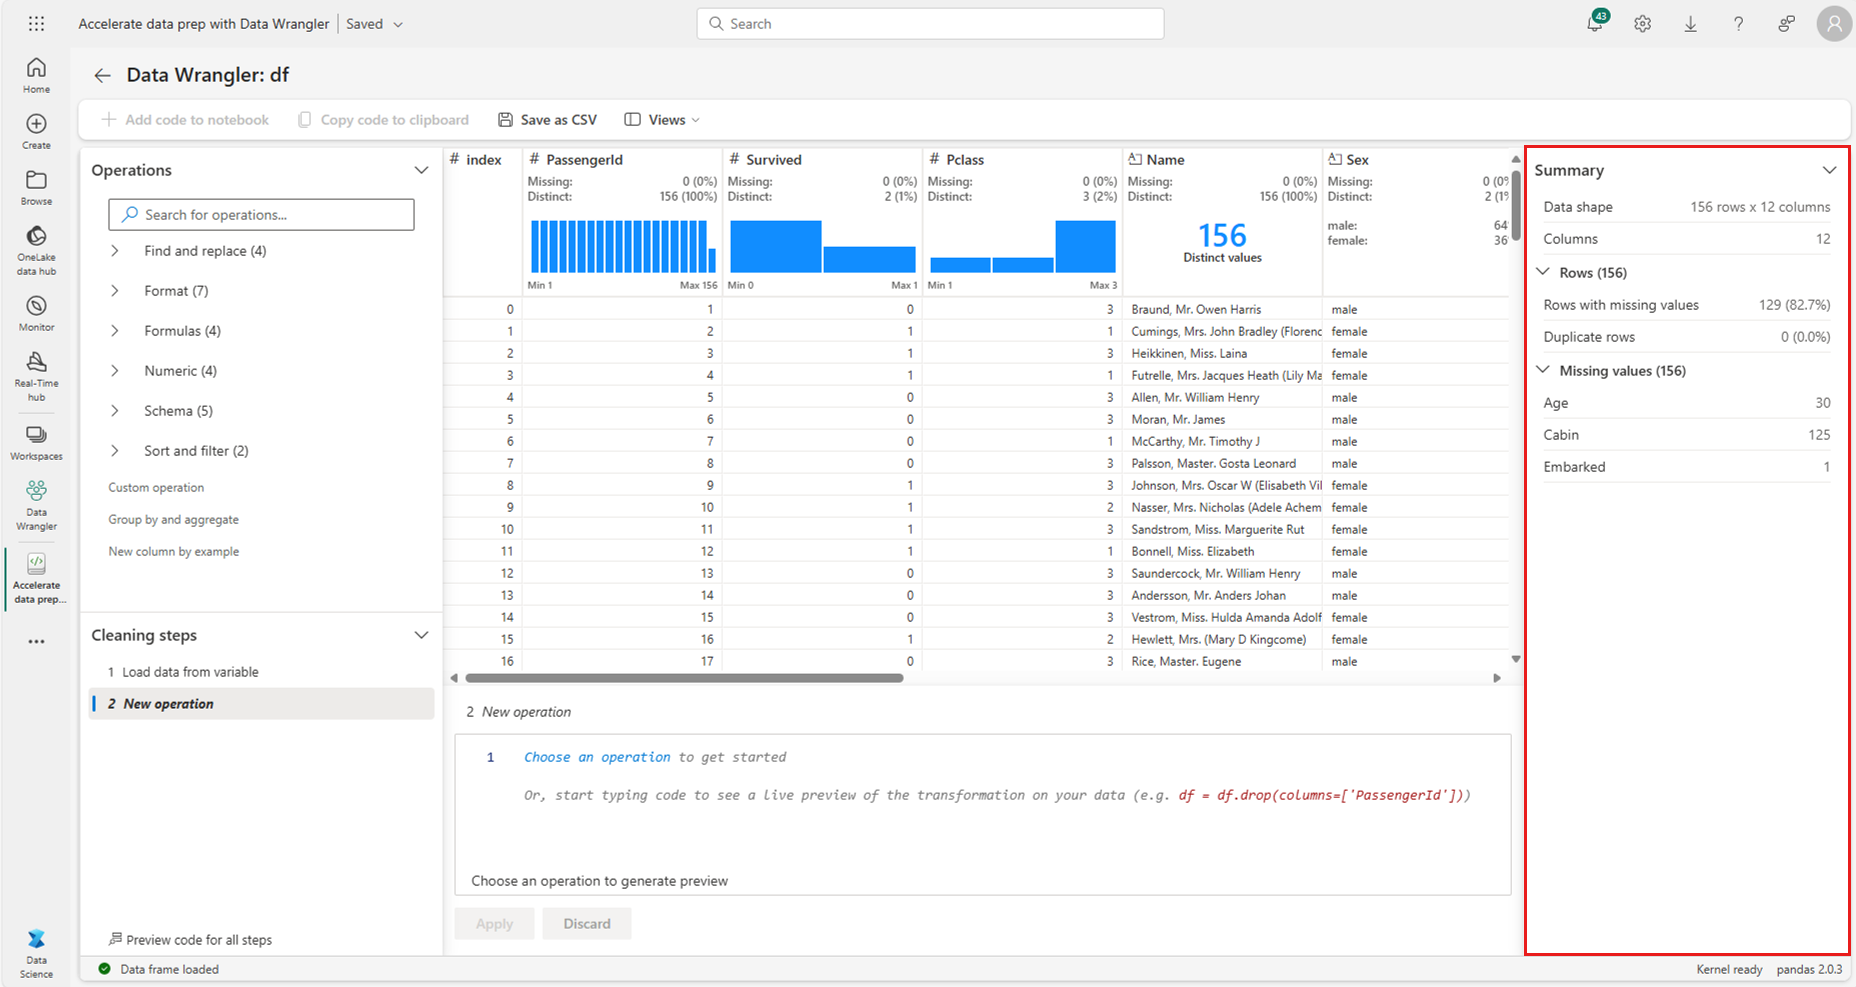 Accelerate data prep with Data Wrangler Saved
Search
43
Home
Create
Browse
OneLake
data hub
Monitor
Real-Time
hub
Workspaces
Data
Wrangler
Accelerate
data prep...
Data
Science
Data Wrangler: df
Add code to notebook Copy code to clipboard Save as CSV Views
Operations
Search for operations...
Find and replace (4)
Format (7)
Formulas (4)
Numeric (4)
Schema (5)
Sort and filter (2)
Custom operation
Group by and aggregate
New column by example
Cleaning steps
1 Load data from variable
2 New operation
Preview code for all steps
# index # PassengerId # Survived # Pclass Name Sex
Missing: 0 (0%) Missing: 0 (0%) Missing: 0 (0%) Missing: 0 (0%) Missing: 0 (0%
Distinct: 156 (100%) Distinct: 2 (1%) Distinct: 3 (2%) Distinct: 156 (100%) Distinct: 2 (1%
156 male: 64
Distinct values female: 36
Min 1 Max 156 Min 0 Max 1 Min 1 Max 3
0 1 0 3 Braund, Mr. Owen Harris male
1 2 1 1 Cumings, Mrs. John Bradley (Florenc female
2 3 1 3 Heikkinen, Miss. Laina female
3 4 1 1 Futrelle, Mrs. Jacques Heath (Lily Ma female
4 5 0 3 Allen, Mr. William Henry male
5 6 0 3 Moran, Mr. James male
6 7 0 1 McCarthy, Mr. Timothy J male
7 8 0 3 Palsson, Master. Gosta Leonard male
8 9 1 3 Johnson, Mrs. Oscar W (Elisabeth Vil female
9 10 1 2 Nasser, Mrs. Nicholas (Adele Achem female
10 11 1 3 Sandstrom, Miss. Marguerite Rut female
11 12 1 1 Bonnell, Miss. Elizabeth female
12 13 0 3 Saundercock, Mr. William Henry male
13 14 0 3 Andersson, Mr. Anders Johan male
14 15 0 3 Vestrom, Miss. Hulda Amanda Adolf female
15 16 1 2 Hewlett, Mrs. (Mary D Kingcome) female
16 17 0 3 Rice, Master. Eugene male
2 New operation
1 Choose an operation to get started
Or, start typing code to see a live preview of the transformation on your data (e.g. df = df.drop(columns=['PassengerId']))
Choose an operation to generate preview
Apply Discard
Summary
Data shape 156 rows x 12 columns
Columns 12
Rows (156)
Rows with missing values 129 (82.7%)
Duplicate rows 0 (0.0%)
Missing values (156)
Age 30
Cabin 125
Embarked 1
Data frame loaded
Kernel ready pandas 2.0.3